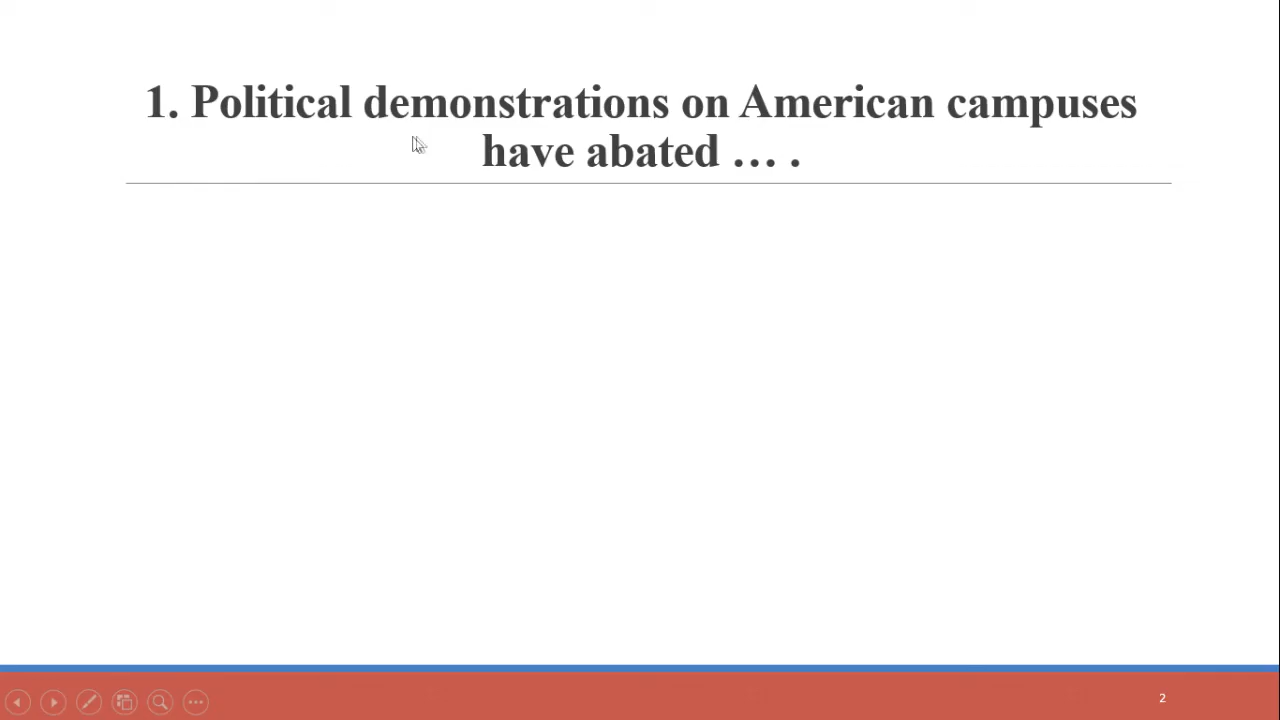 1. Political demonstrations on American campuses
have abated … .
2